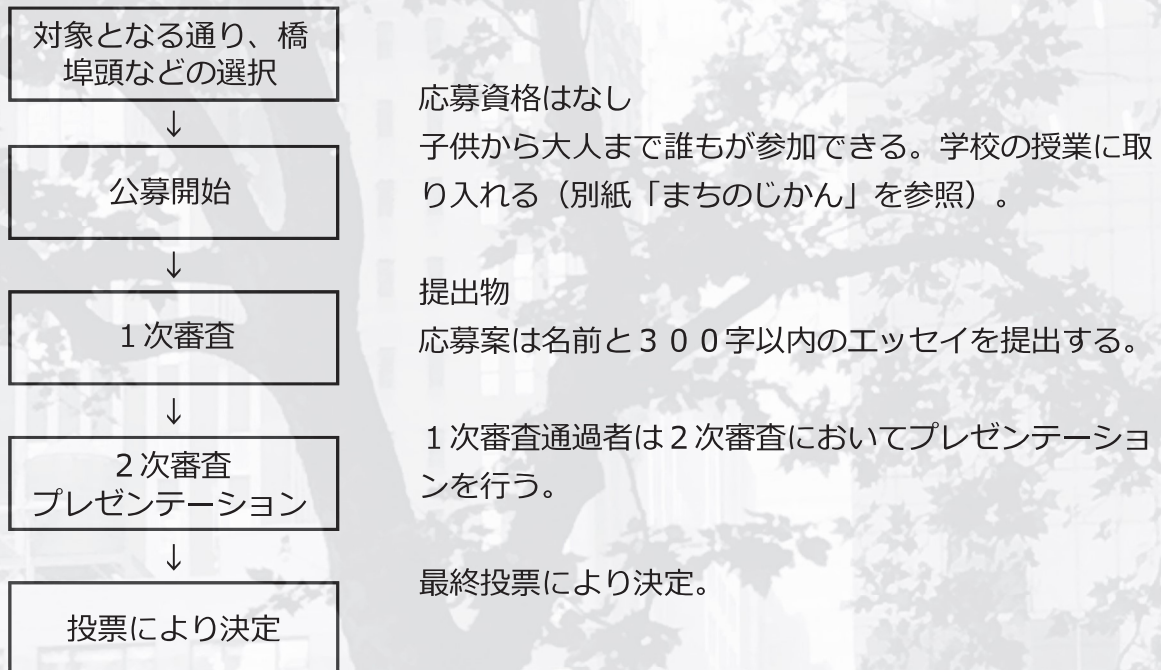 対象となる通り、橋
埠頭などの選択
↓
公募開始
↓
1次審査
↓
2次審査
プレゼンテーション
↓
投票により決定
応募資格はなし
子供から大人まで誰もが参加できる。学校の授業に取
り入れる（別紙「まちのじかん」を参照）。
提出物
応募案は名前と３００字以内のエッセイを提出する。
１次審査通過者は２次審査においてプレゼンテーショ
ンを行う。
最終投票により決定。